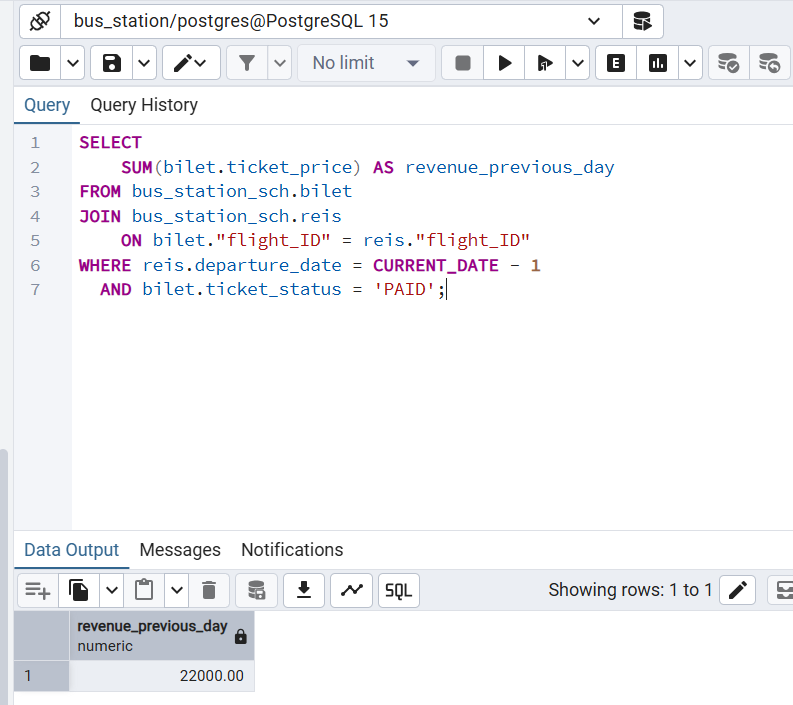 bus_station/postgres@PostgreSQL 15
No limit
E
Query Query History
1 SELECT
2 SUM(bilet.ticket_price) AS revenue_previous_day
3 FROM bus_station_sch.bilet
4 JOIN bus_station_sch.reis
5 ON bilet."flight_ID" = reis."flight_ID"
6 WHERE reis.departure_date = CURRENT_DATE - 1
7 AND bilet.ticket_status = 'PAID';
Data Output Messages Notifications
SQL Showing rows: 1 to 1
revenue_previous_day
numeric
1 22000.00